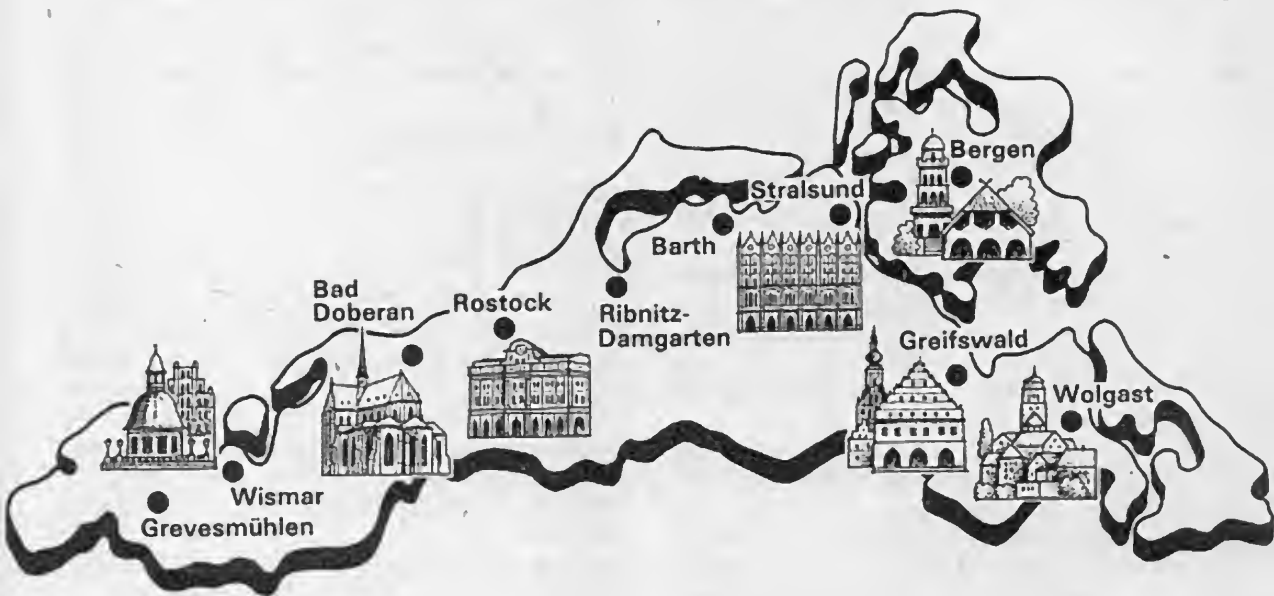 Bergen
Stralsund
Barth
Bad
Doberan
Rostock
Ribnitz-
Damgarten
Greifswald
Wolgast
Wismar
Grevesmühlen